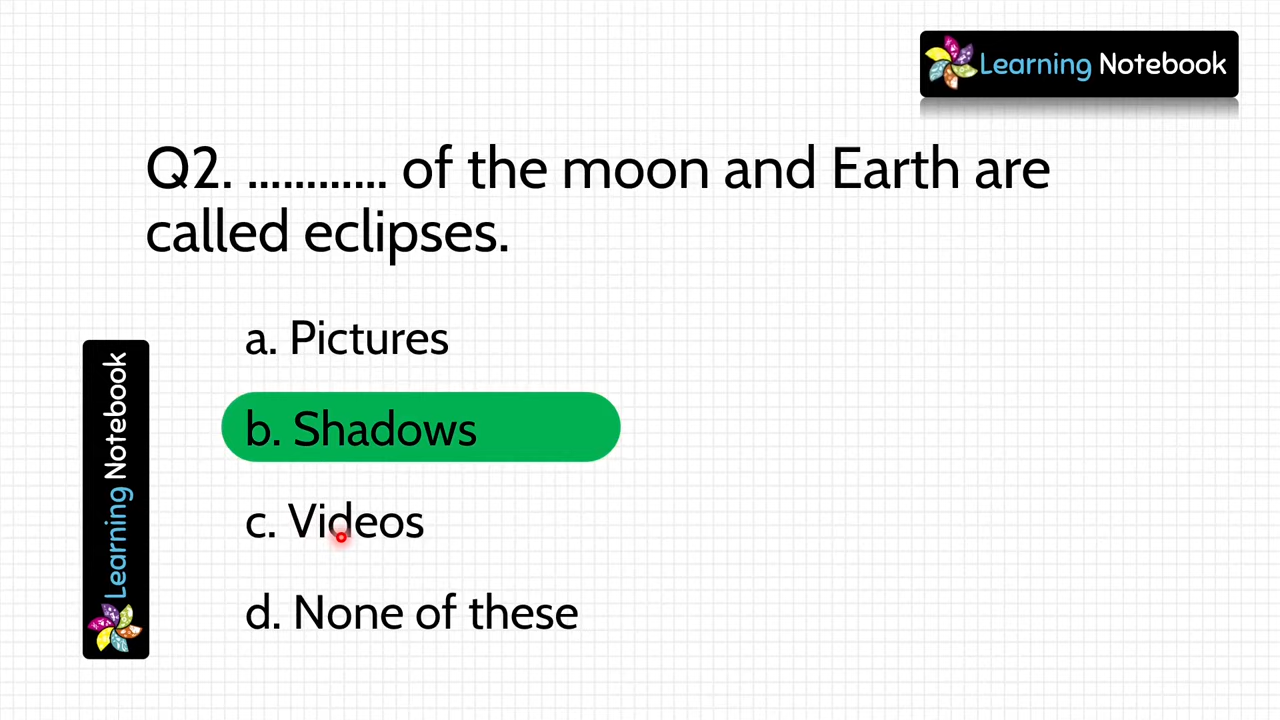 Learning Notebook
Q2. ............ of the moon and Earth are
called eclipses.
a. Pictures
b. Shadows
c. Videos
d. None of these
Learning Notebook